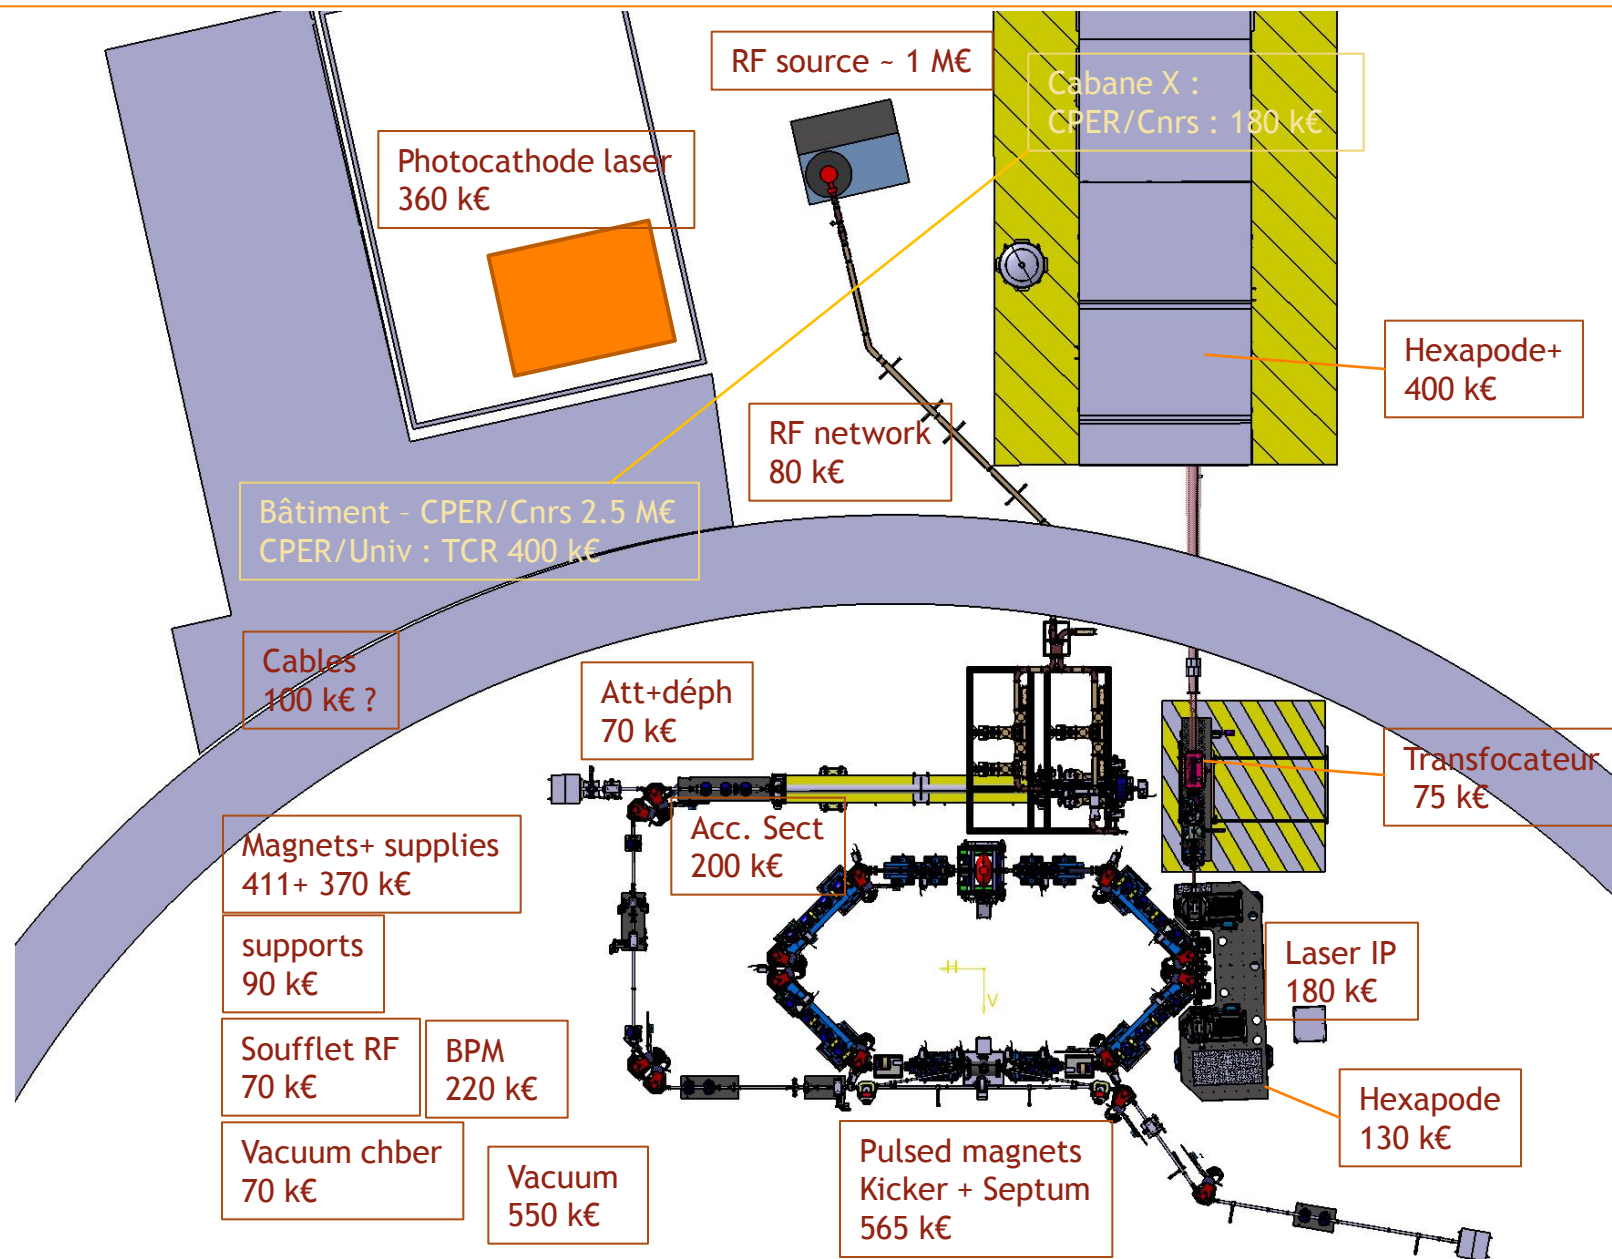 RF source ~ 1 M€
Cabane X :
CPER/Cnrs : 180 k€
Photocathode laser
360 k€
Hexapode+
400 k€
RF network
80 k€
Bâtiment – CPER/Cnrs 2.5 M€
CPER/Univ : TCR 400 k€
Cables
100 k€ ?
Att+déph
70 k€
Transfocateur
75 k€
Acc. Sect
200 k€
Magnets+ supplies
411+ 370 k€
supports
90 k€
Laser IP
180 k€
H
V
Soufflet RF
70 k€
BPM
220 k€
Hexapode
130 k€
Vacuum chber
70 k€
Vacuum
550 k€
Pulsed magnets
Kicker + Septum
565 k€